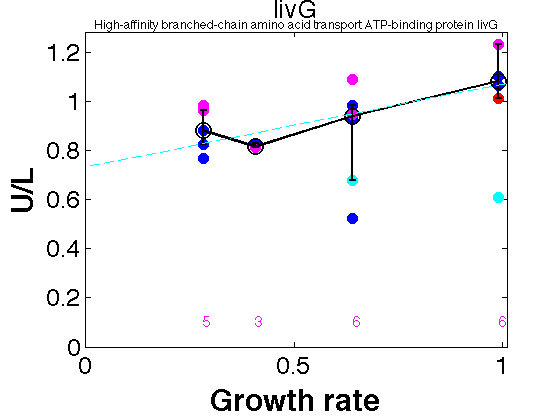 livG
High-affinity branched-chain amino acid transport ATP-binding protein livG
1.2
1
0.8
0.6
0.4
0.2
0
U/L
5 3 6 6
0 0.5 1
Growth rate